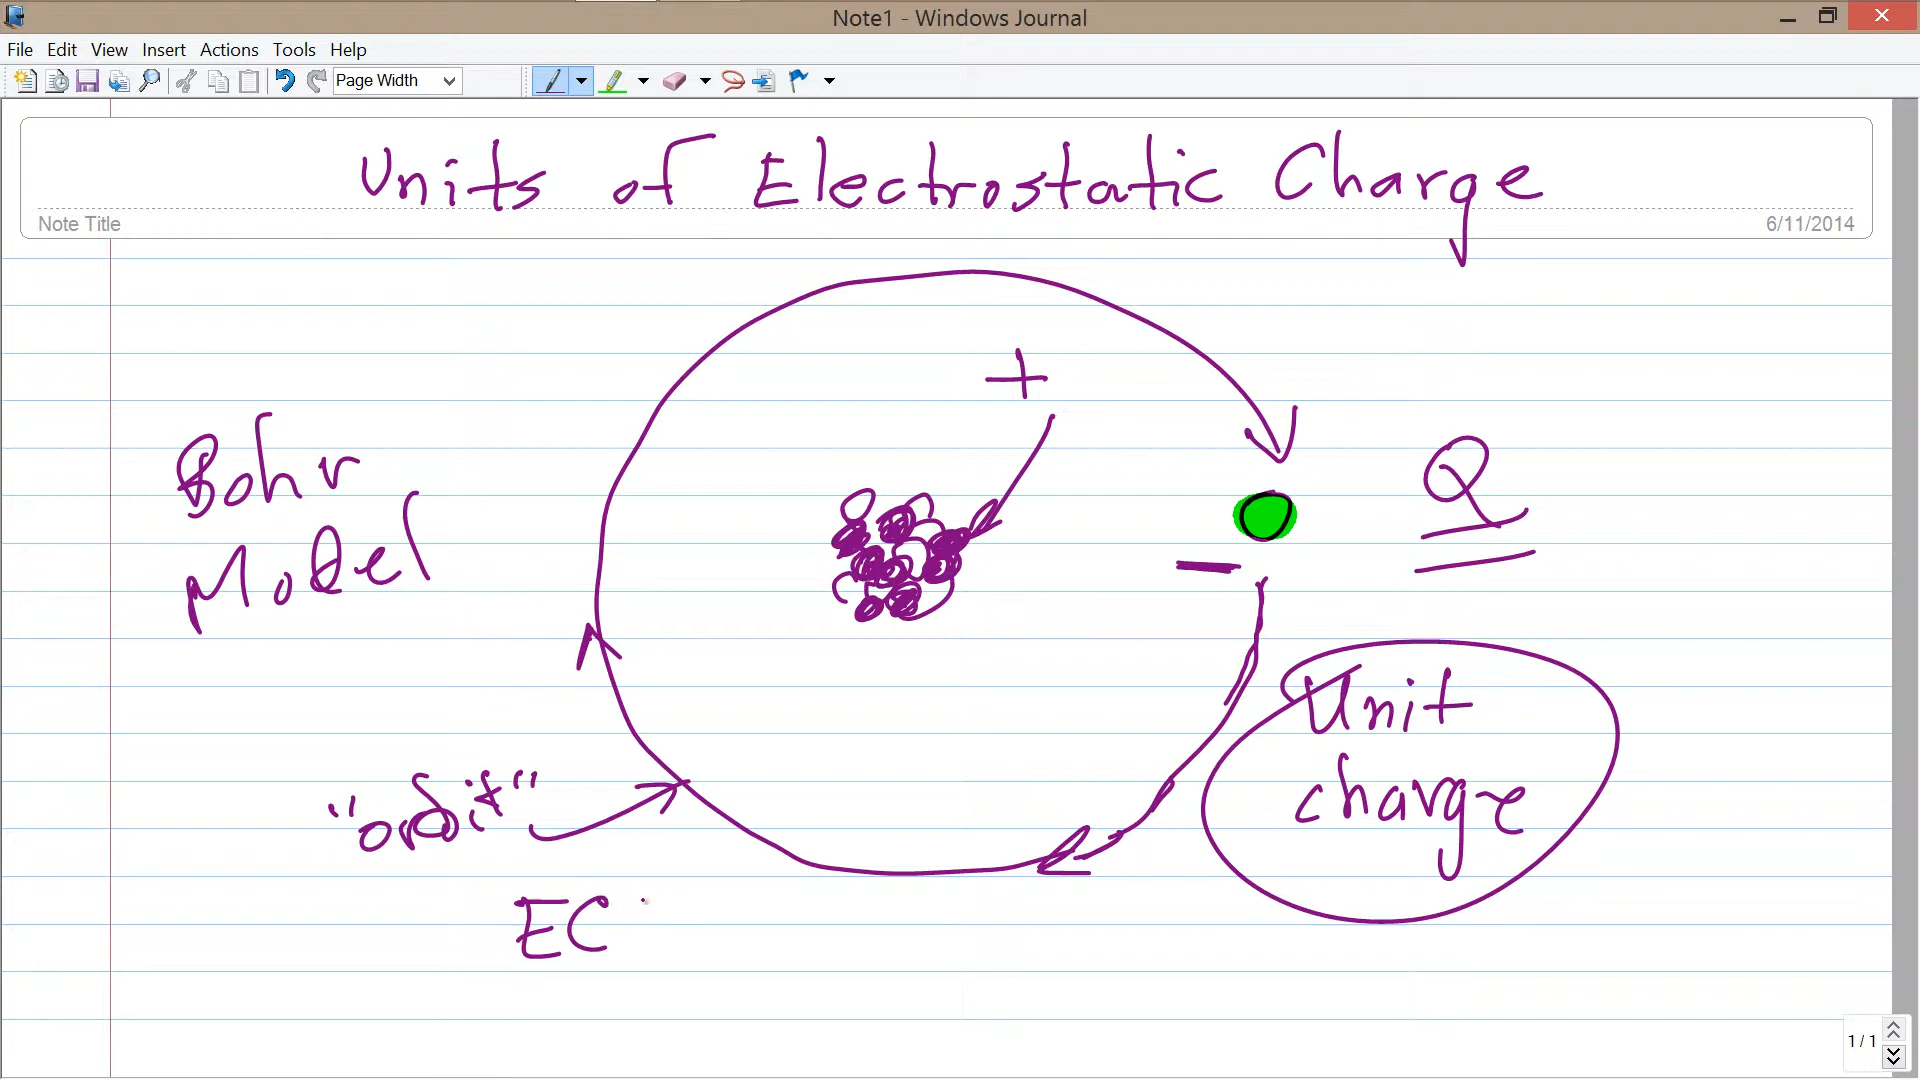 Note1 - Windows Journal
File Edit View Insert Actions Tools Help
Page Width
Units of Electrostatic Charge
Note Title
6/11/2014
+
Bohr
Model
Q
-
Unit
charge
"orbit"
EC
1 / 1